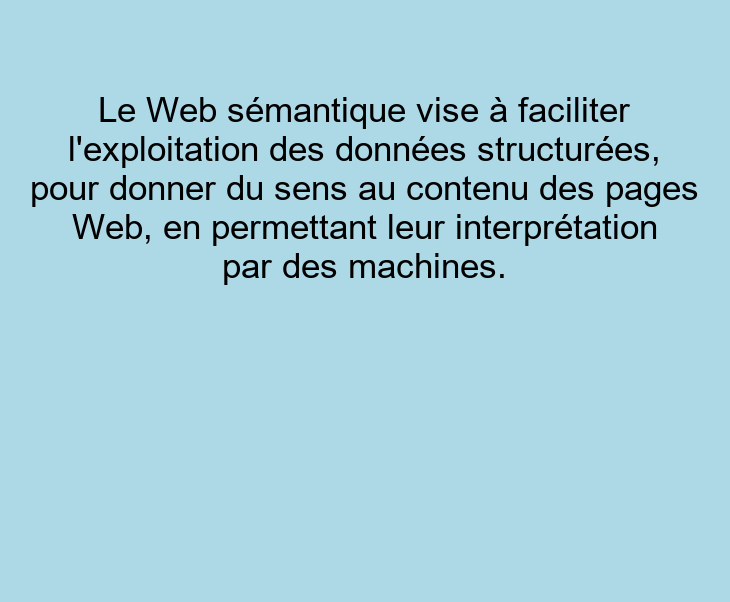 Le Web sémantique vise à faciliter
l'exploitation des données structurées,
pour donner du sens au contenu des pages
Web, en permettant leur interprétation
par des machines.